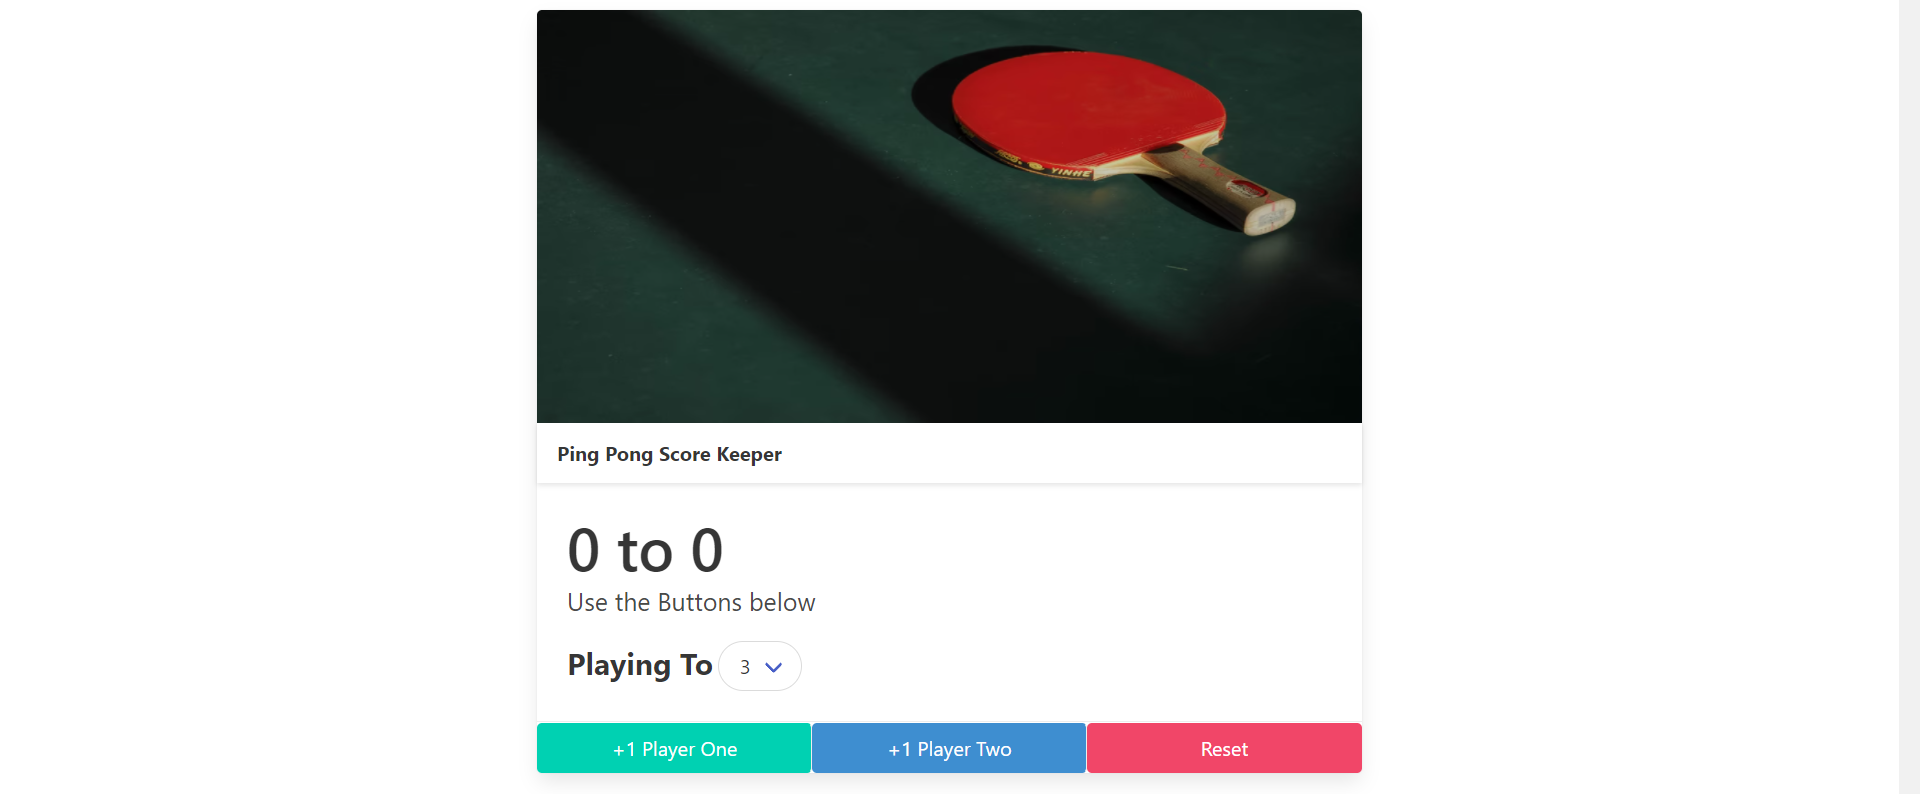 YINHE
Ping Pong Score Keeper
0 to 0
Use the Buttons below
Playing To 3
+1 Player One
+1 Player Two
Reset